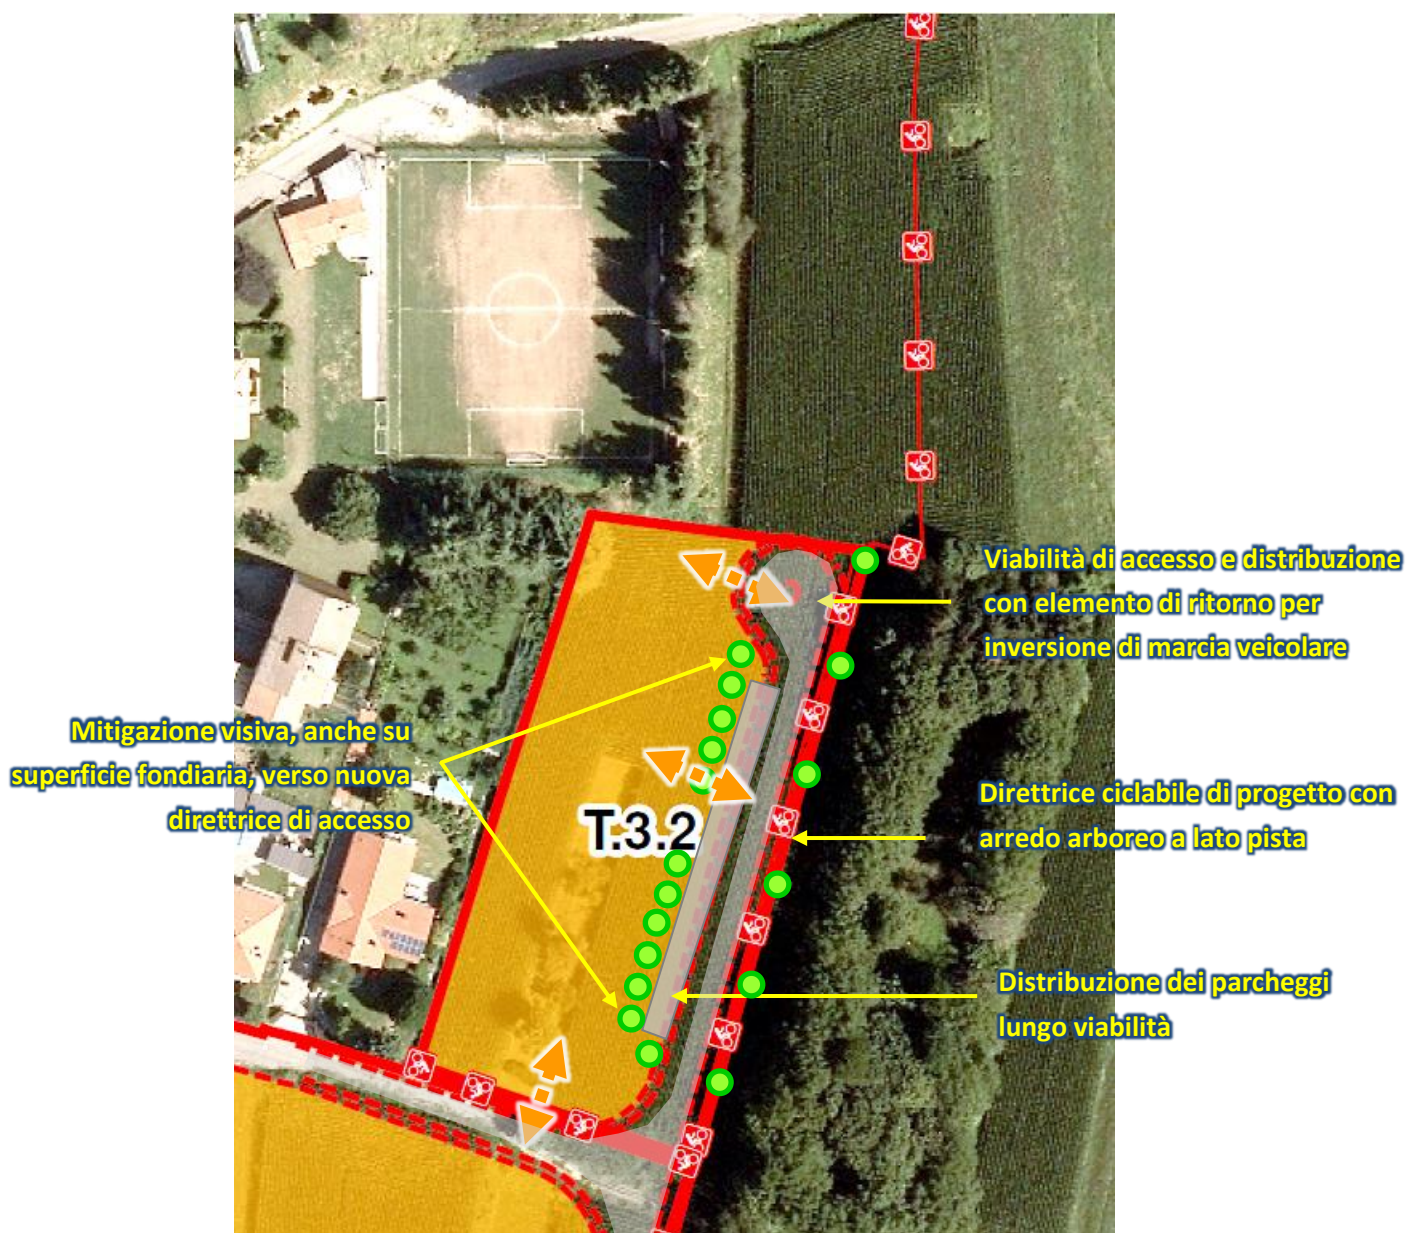 Viabilità di accesso e distribuzione
con elemento di ritorno per
inversione di marcia veicolare
Mitigazione visiva, anche su
superficie fondiaria, verso nuova
direttrice di accesso
T.3.2
Direttrice ciclabile di progetto con
arredo arboreo a lato pista
Distribuzione dei parcheggi
lungo viabilità